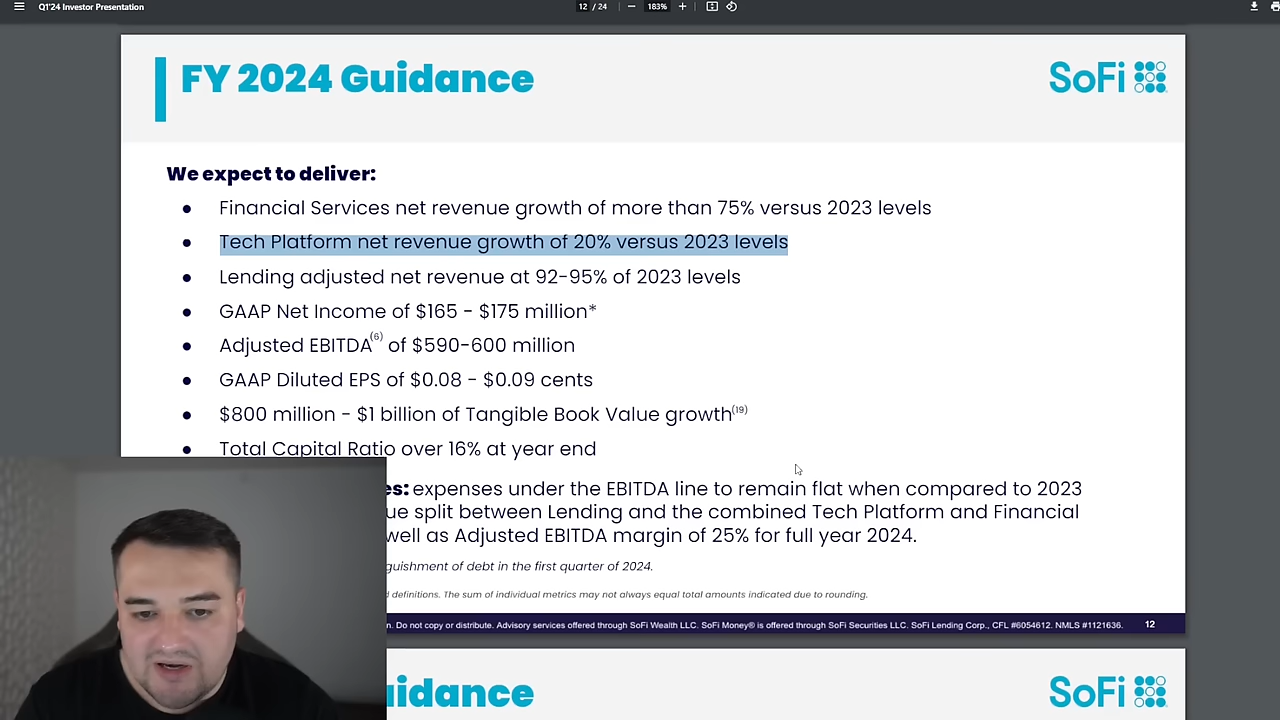 Q1'24 Investor Presentation
12 / 24
183%
FY 2024 Guidance
SoFi
We expect to deliver:
● Financial Services net revenue growth of more than 75% versus 2023 levels
● Tech Platform net revenue growth of 20% versus 2023 levels
● Lending adjusted net revenue at 92-95% of 2023 levels
● GAAP Net Income of $165 - $175 million*
● Adjusted EBITDA(6) of $590-600 million
● GAAP Diluted EPS of $0.08 - $0.09 cents
● $800 million - $1 billion of Tangible Book Value growth(19)
● Total Capital Ratio over 16% at year end
es: expenses under the EBITDA line to remain flat when compared to 2023
ue split between Lending and the combined Tech Platform and Financial
well as Adjusted EBITDA margin of 25% for full year 2024.
guishment of debt in the first quarter of 2024.
definitions. The sum of individual metrics may not always equal total amounts indicated due to rounding.
n. Do not copy or distribute. Advisory services offered through SoFi Wealth LLC. SoFi Money® is offered through SoFi Securities LLC. SoFi Lending Corp., CFL #6054612. NMLS #1121636.
12
uidance
SoFi